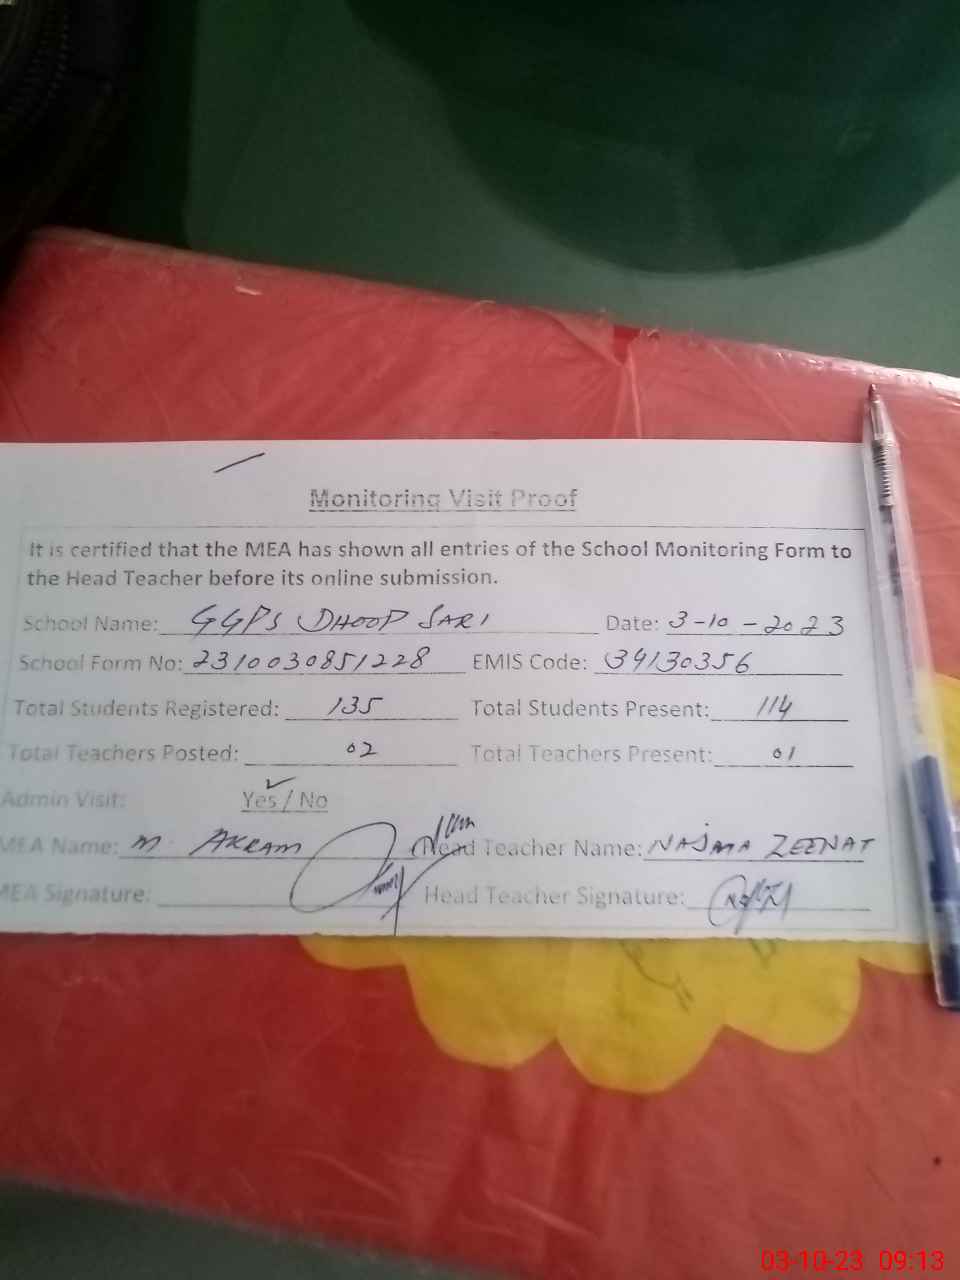 Monitoring Visit Proof
It is certified that the MEA has shown all entries of the School Monitoring Form to
the Head Teacher before its online submission.
School Name: GGPS DHOOP SARI Date: 3-10-2023
School Form No: 2310030851228 EMIS Code: 34130356
Total Students Registered: 135 Total Students Present: 114
Total Teachers Posted: 02 Total Teachers Present: 01
Admin Visit: Yes / No
MEA Name: M. AKRAM Head Teacher Name: NAJMA ZEENAT
MEA Signature: Head Teacher Signature:
03-10-23 09:13